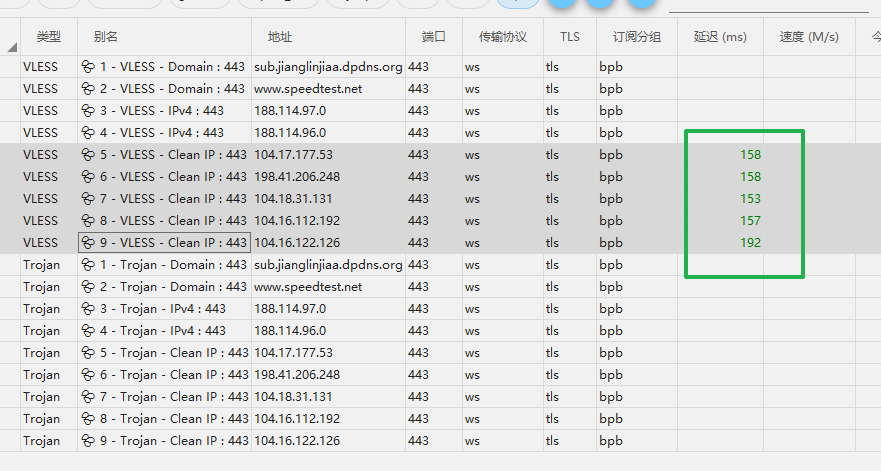 类型 别名 地址 端口 传输协议 TLS 订阅分组 延迟 (ms) 速度 (M/s)
VLESS 1 - VLESS - Domain : 443 sub.jianglinjiaa.dpdns.org 443 ws tls bpb
VLESS 2 - VLESS - Domain : 443 www.speedtest.net 443 ws tls bpb
VLESS 3 - VLESS - IPv4 : 443 188.114.97.0 443 ws tls bpb
VLESS 4 - VLESS - IPv4 : 443 188.114.96.0 443 ws tls bpb
VLESS 5 - VLESS - Clean IP : 443 104.17.177.53 443 ws tls bpb 158
VLESS 6 - VLESS - Clean IP : 443 198.41.206.248 443 ws tls bpb 158
VLESS 7 - VLESS - Clean IP : 443 104.18.31.131 443 ws tls bpb 153
VLESS 8 - VLESS - Clean IP : 443 104.16.112.192 443 ws tls bpb 157
VLESS 9 - VLESS - Clean IP : 443 104.16.122.126 443 ws tls bpb 192
Trojan 1 - Trojan - Domain : 443 sub.jianglinjiaa.dpdns.org 443 ws tls bpb
Trojan 2 - Trojan - Domain : 443 www.speedtest.net 443 ws tls bpb
Trojan 3 - Trojan - IPv4 : 443 188.114.97.0 443 ws tls bpb
Trojan 4 - Trojan - IPv4 : 443 188.114.96.0 443 ws tls bpb
Trojan 5 - Trojan - Clean IP : 443 104.17.177.53 443 ws tls bpb
Trojan 6 - Trojan - Clean IP : 443 198.41.206.248 443 ws tls bpb
Trojan 7 - Trojan - Clean IP : 443 104.18.31.131 443 ws tls bpb
Trojan 8 - Trojan - Clean IP : 443 104.16.112.192 443 ws tls bpb
Trojan 9 - Trojan - Clean IP : 443 104.16.122.126 443 ws tls bpb